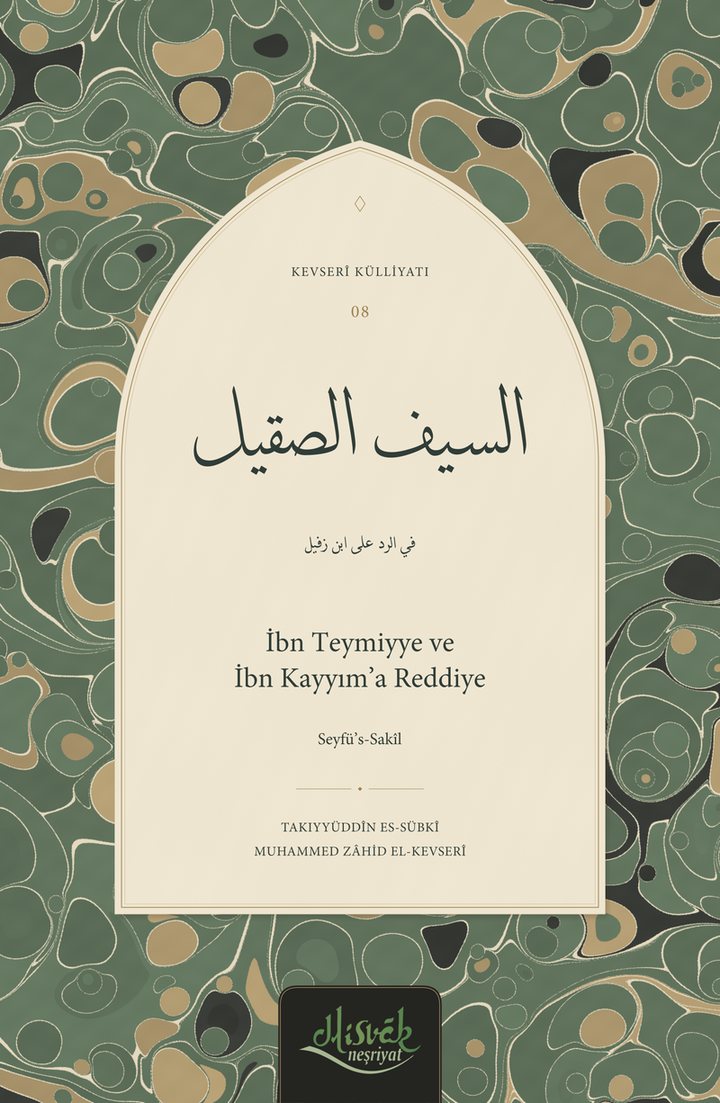 KEVSERÎ KÜLLİYATI
08
السيف الصقيل
في الرد على ابن زفيل
İbn Teymiyye ve
İbn Kayyım’a Reddiye
Seyfü’s-Sakîl
TAKIYYÜDDÎN ES-SÜBKÎ
MUHAMMED ZÂHİD EL-KEVSERÎ
Misvâk
neşriyat